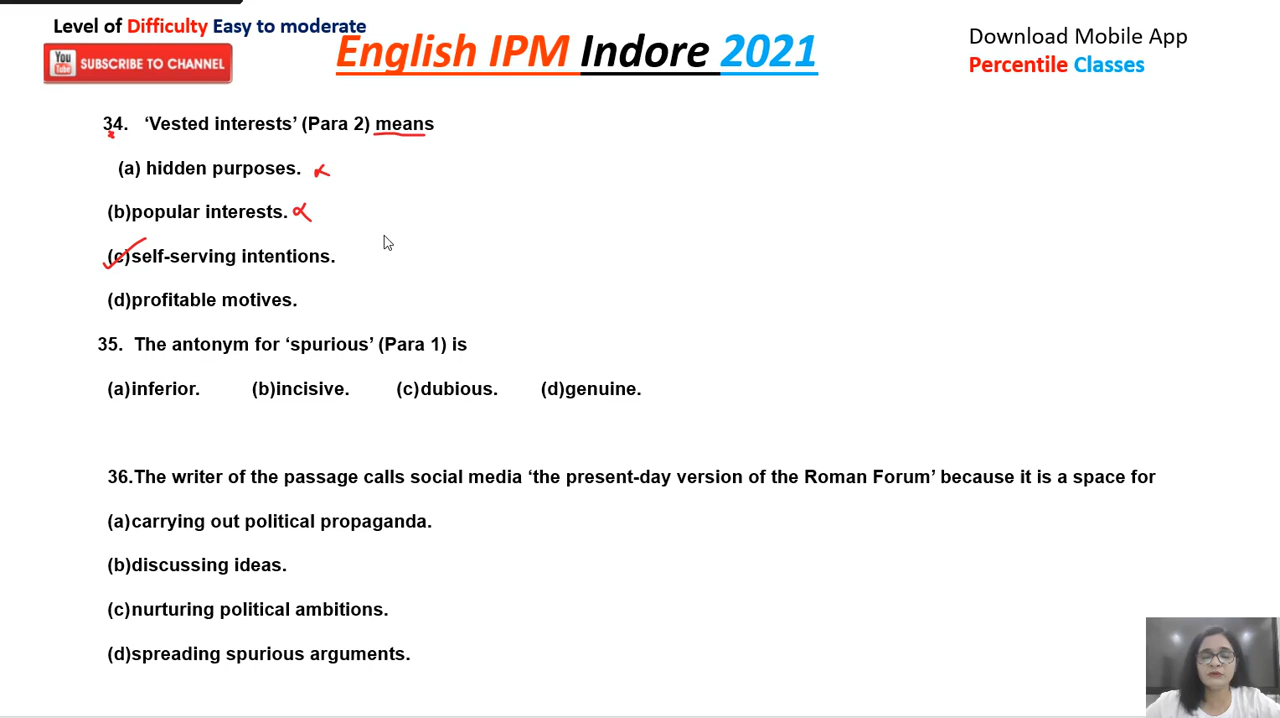 Level of Difficulty Easy to moderate
You Tube SUBSCRIBE TO CHANNEL
English IPM Indore 2021
Download Mobile App
Percentile Classes
34. ‘Vested interests’ (Para 2) means
(a) hidden purposes.
(b)popular interests.
(c)self-serving intentions.
(d)profitable motives.
35. The antonym for ‘spurious’ (Para 1) is
(a)inferior. (b)incisive. (c)dubious. (d)genuine.
36.The writer of the passage calls social media ‘the present-day version of the Roman Forum’ because it is a space for
(a)carrying out political propaganda.
(b)discussing ideas.
(c)nurturing political ambitions.
(d)spreading spurious arguments.